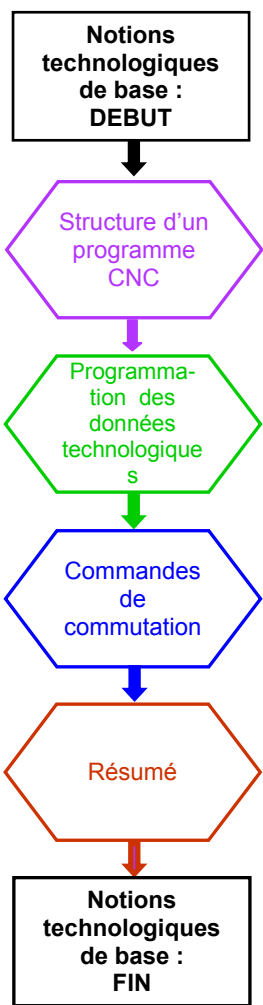 Notions
technologiques
de base :
DEBUT
Structure d'un
programme
CNC
Programma-
tion des
données
technologique
s
Commandes
de
commutation
Résumé
Notions
technologiques
de base :
FIN